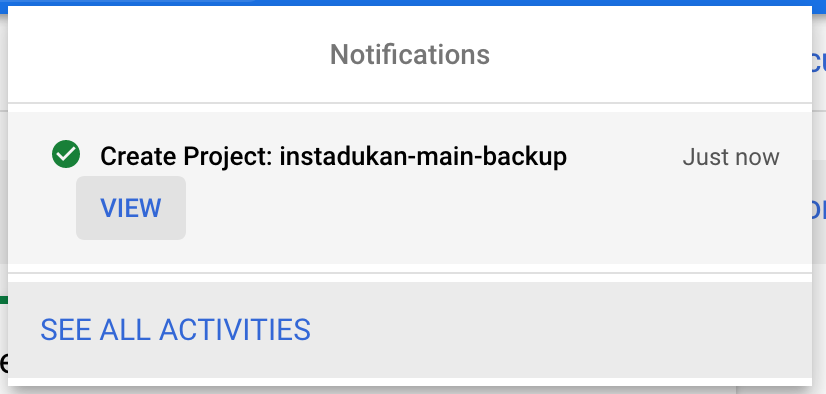 Notifications
Create Project: instadukan-main-backup Just now
VIEW
SEE ALL ACTIVITIES